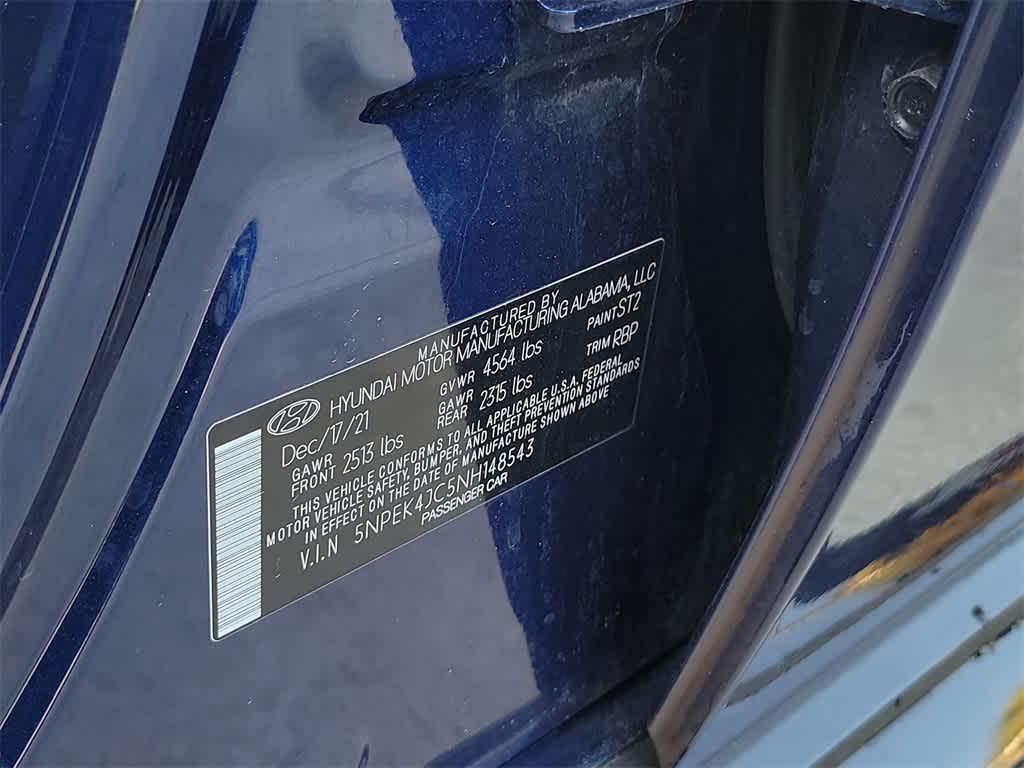 MANUFACTURED BY
HYUNDAI MOTOR MANUFACTURING ALABAMA, LLC
Dec/17/21 GVWR 4564 lbs PAINT ST2
GAWR FRONT 2513 lbs GAWR REAR 2315 lbs TRIM RBP
THIS VEHICLE CONFORMS TO ALL APPLICABLE U.S.A. FEDERAL
MOTOR VEHICLE SAFETY, BUMPER, AND THEFT PREVENTION STANDARDS
IN EFFECT ON THE DATE OF MANUFACTURE SHOWN ABOVE
V.I.N 5NPEK4JC5NH148543
PASSENGER CAR